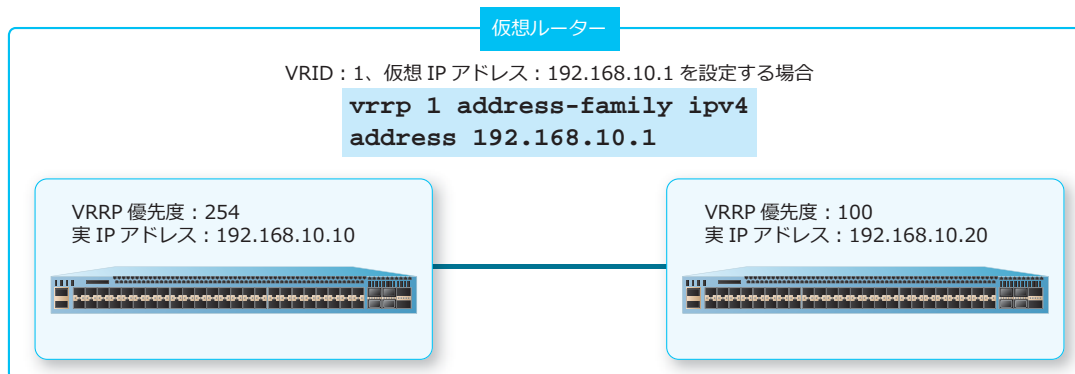 仮想ルーター
VRID：1、仮想 IP アドレス：192.168.10.1 を設定する場合
vrrp 1 address-family ipv4
address 192.168.10.1
VRRP 優先度：254
実 IP アドレス：192.168.10.10
VRRP 優先度：100
実 IP アドレス：192.168.10.20